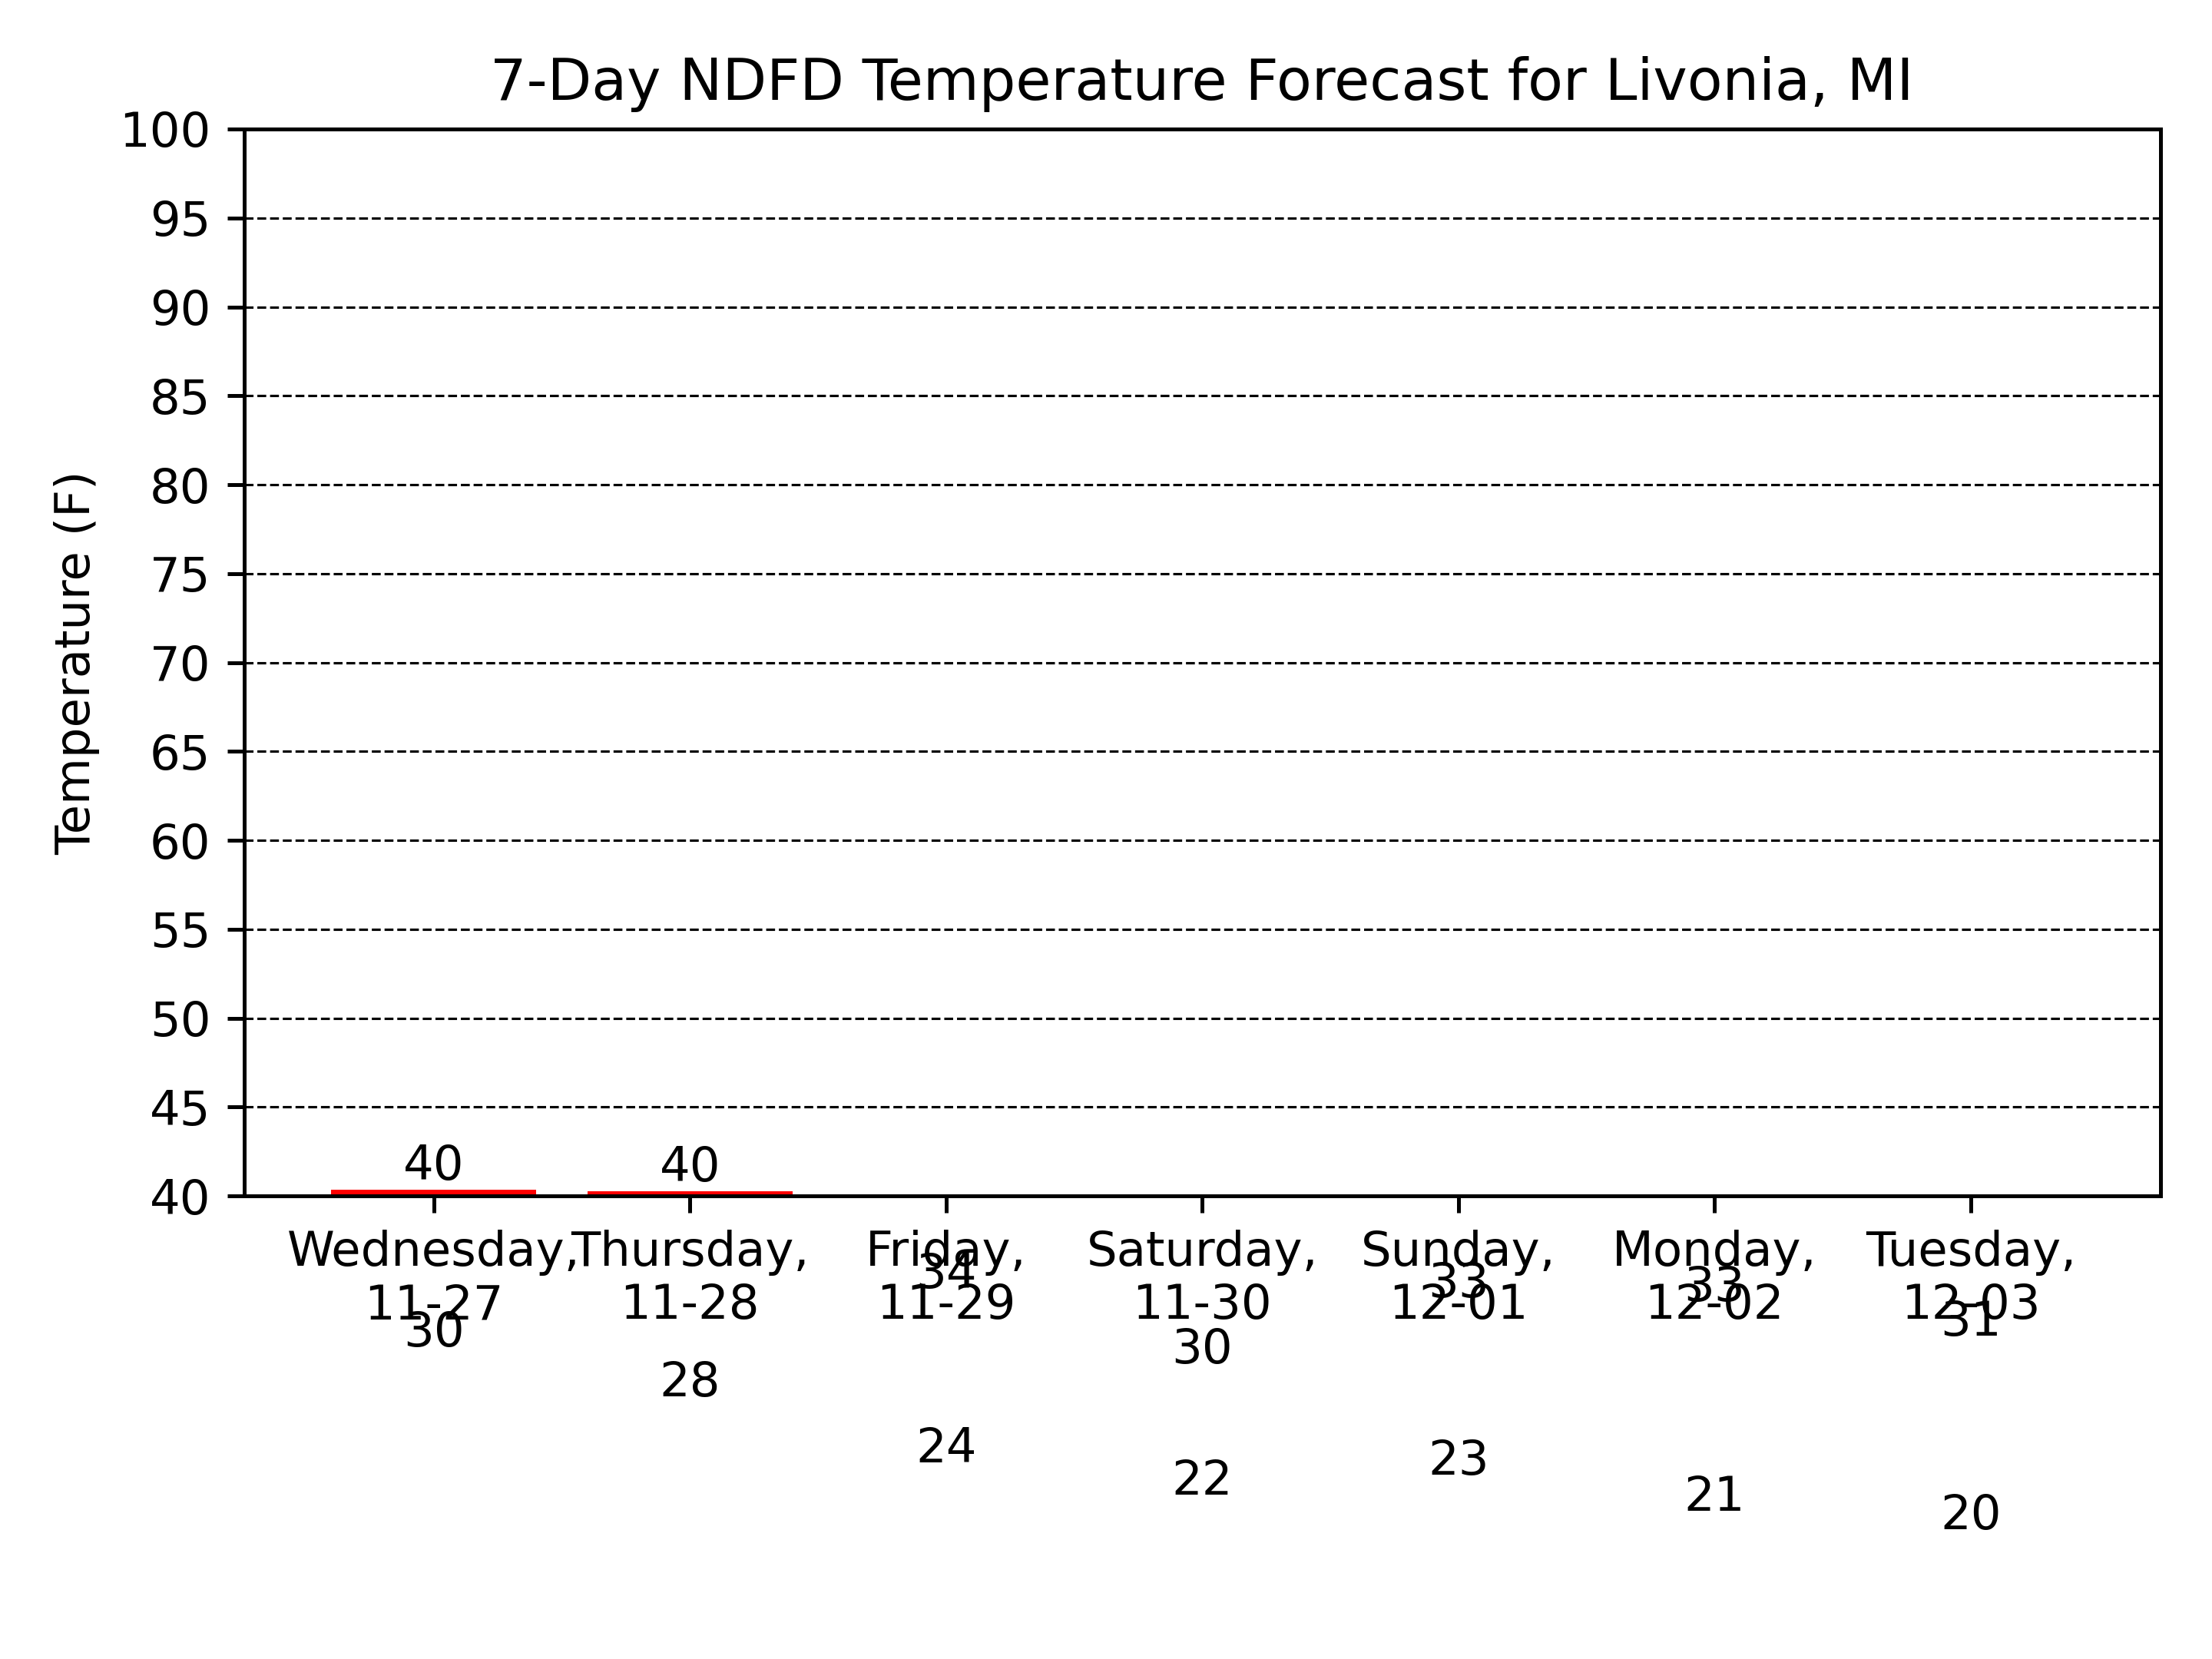 7-Day NDFD Temperature Forecast for Livonia, MI
100
95
90
85
80
75
70
65
60
55
50
45
40
Temperature (F)
40 40
Wednesday, Thursday, Friday, Saturday, Sunday, Monday, Tuesday,
34 33 33
11-27 11-28 11-29 11-30 12-01 12-02 12-03
30 30 31
28
24 22 23 21 20